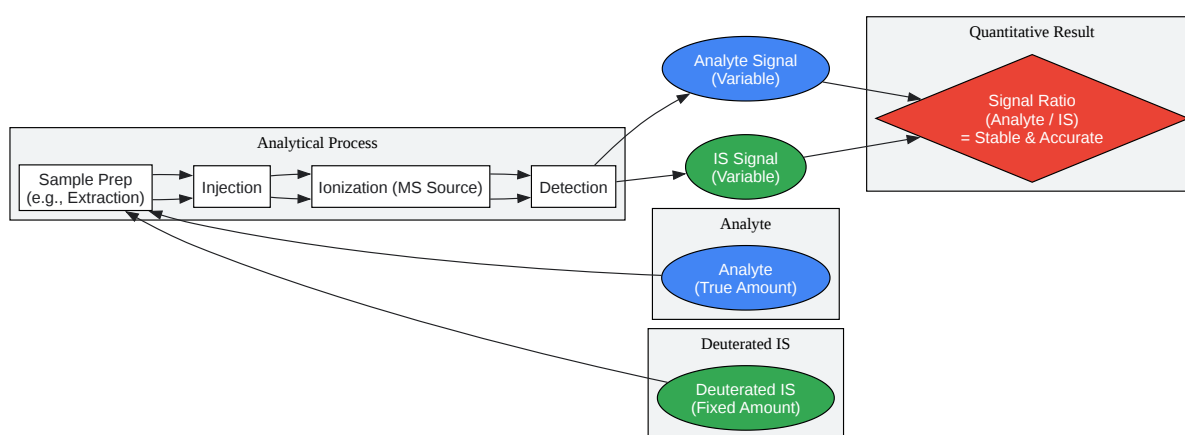 Analytical Process
Sample Prep
(e.g., Extraction)
Injection
Ionization (MS Source)
Detection
Analyte Signal
(Variable)
IS Signal
(Variable)
Quantitative Result
Signal Ratio
(Analyte / IS)
= Stable & Accurate
Analyte
Analyte
(True Amount)
Deuterated IS
Deuterated IS
(Fixed Amount)